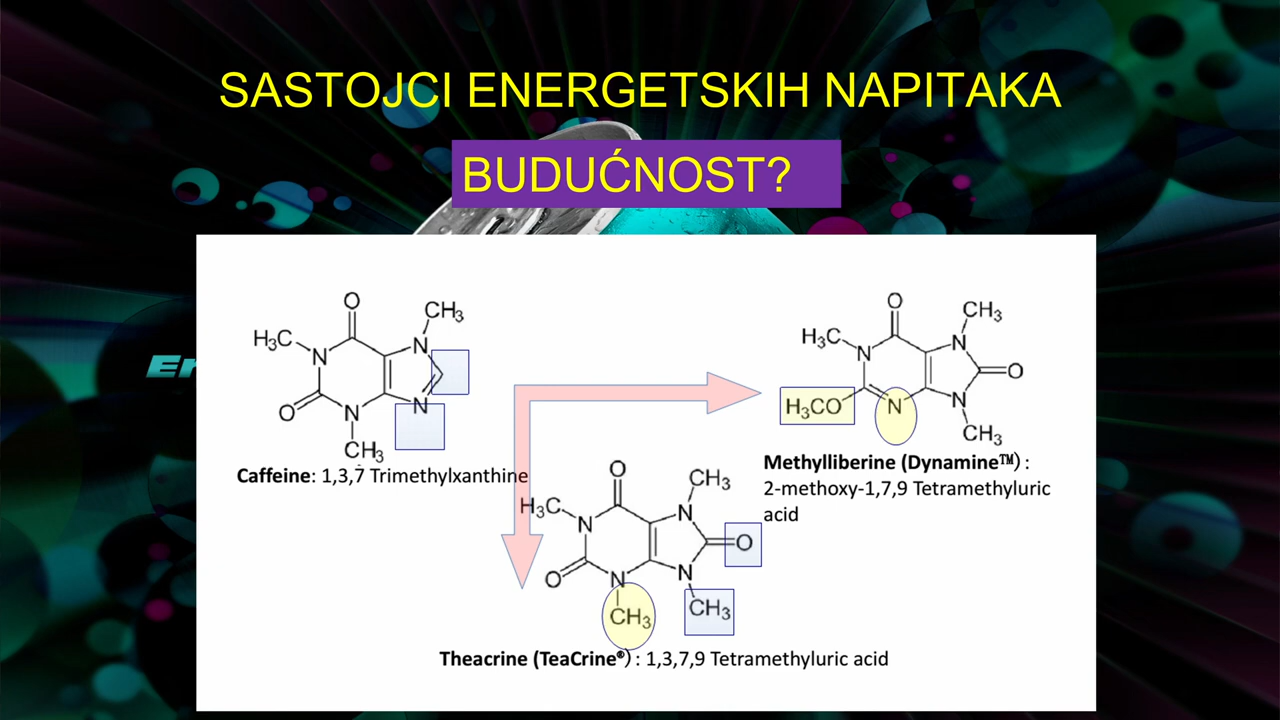 SASTOJCI ENERGETSKIH NAPITAKA
BUDUĆNOST?
O
CH₃
H₃C
N
N
O
N
N
CH₃
Caffeine: 1,3,7 Trimethylxanthine
O
CH₃
H₃C
N
N
O
H₃CO
N
N
CH₃
Methylliberine (Dynamine™) :
2-methoxy-1,7,9 Tetramethyluric
acid
O
CH₃
H₃C
N
N
O
O
N
N
CH₃
CH₃
Theacrine (TeaCrine®) : 1,3,7,9 Tetramethyluric acid